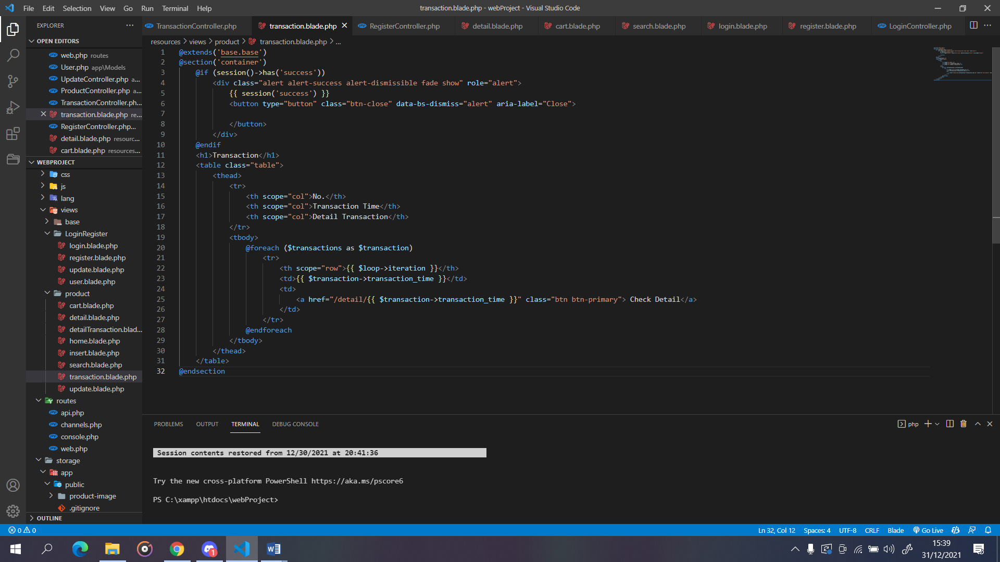 File Edit Selection View Go Run Terminal Help
transaction.blade.php - webProject - Visual Studio Code
EXPLORER
TransactionController.php transaction.blade.php RegisterController.php detail.blade.php cart.blade.php search.blade.php login.blade.php register.blade.php LoginController.php
resources > views > product > transaction.blade.php > ...
OPEN EDITORS
web.php routes
User.php app\Models
UpdateController.php a...
ProductController.php a...
TransactionController.ph...
transaction.blade.php re...
RegisterController.php...
detail.blade.php resourc...
cart.blade.php resources...
WEBPROJECT
css
js
lang
views
base
LoginRegister
login.blade.php
register.blade.php
update.blade.php
user.blade.php
product
cart.blade.php
detail.blade.php
detailTransaction.blad...
home.blade.php
insert.blade.php
search.blade.php
transaction.blade.php
update.blade.php
routes
api.php
channels.php
console.php
web.php
storage
app
public
product-image
.gitignore
OUTLINE
1 @extends('base.base')
2 @section('container')
3 @if (session()->has('success'))
4 <div class="alert alert-success alert-dismissible fade show" role="alert">
5 {{ session('success') }}
6 <button type="button" class="btn-close" data-bs-dismiss="alert" aria-label="Close">
7
8 </button>
9 </div>
10 @endif
11 <h1>Transaction</h1>
12 <table class="table">
13 <thead>
14 <tr>
15 <th scope="col">No.</th>
16 <th scope="col">Transaction Time</th>
17 <th scope="col">Detail Transaction</th>
18 </tr>
19 <tbody>
20 @foreach ($transactions as $transaction)
21 <tr>
22 <th scope="row">{{ $loop->iteration }}</th>
23 <td>{{ $transaction->transaction_time }}</td>
24 <td>
25 <a href="/detail/{{ $transaction->transaction_time }}" class="btn btn-primary"> Check Detail</a>
26 </td>
27 </tr>
28 @endforeach
29 </tbody>
30 </thead>
31 </table>
32 @endsection
PROBLEMS OUTPUT TERMINAL DEBUG CONSOLE
php
Session contents restored from 12/30/2021 at 20:41:36
Try the new cross-platform PowerShell https://aka.ms/pscore6
PS C:\xampp\htdocs\webProject>
0 0
Ln 32, Col 12 Spaces: 4 UTF-8 CRLF Blade Go Live
1
15:39
31/12/2021